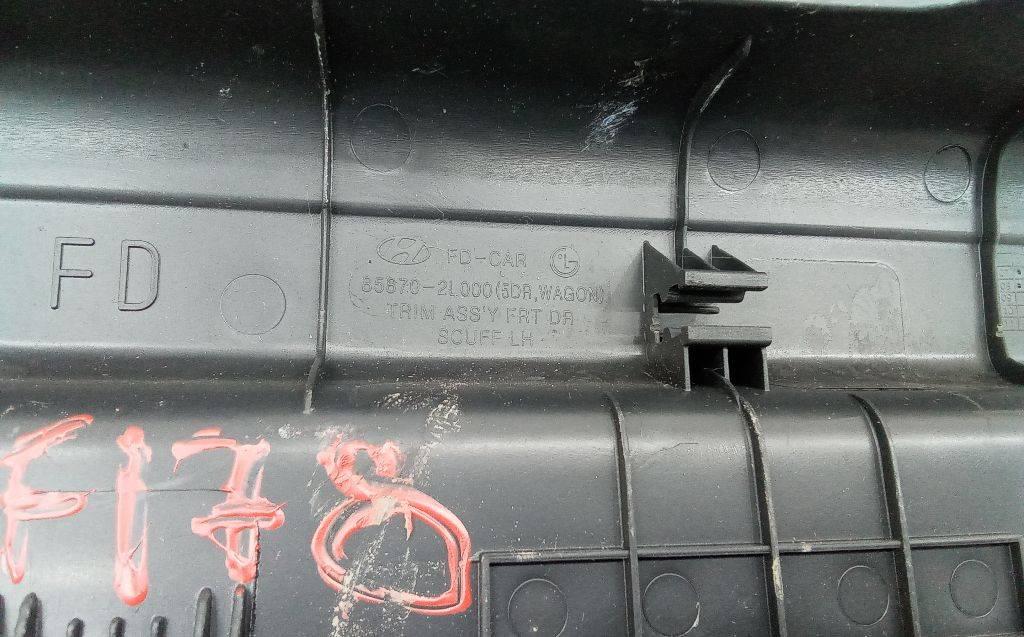 FD
FD-CAR
85870-2L000(5DR,WAGON)
TRIM ASS'Y FRT DR
SCUFF LH
F178